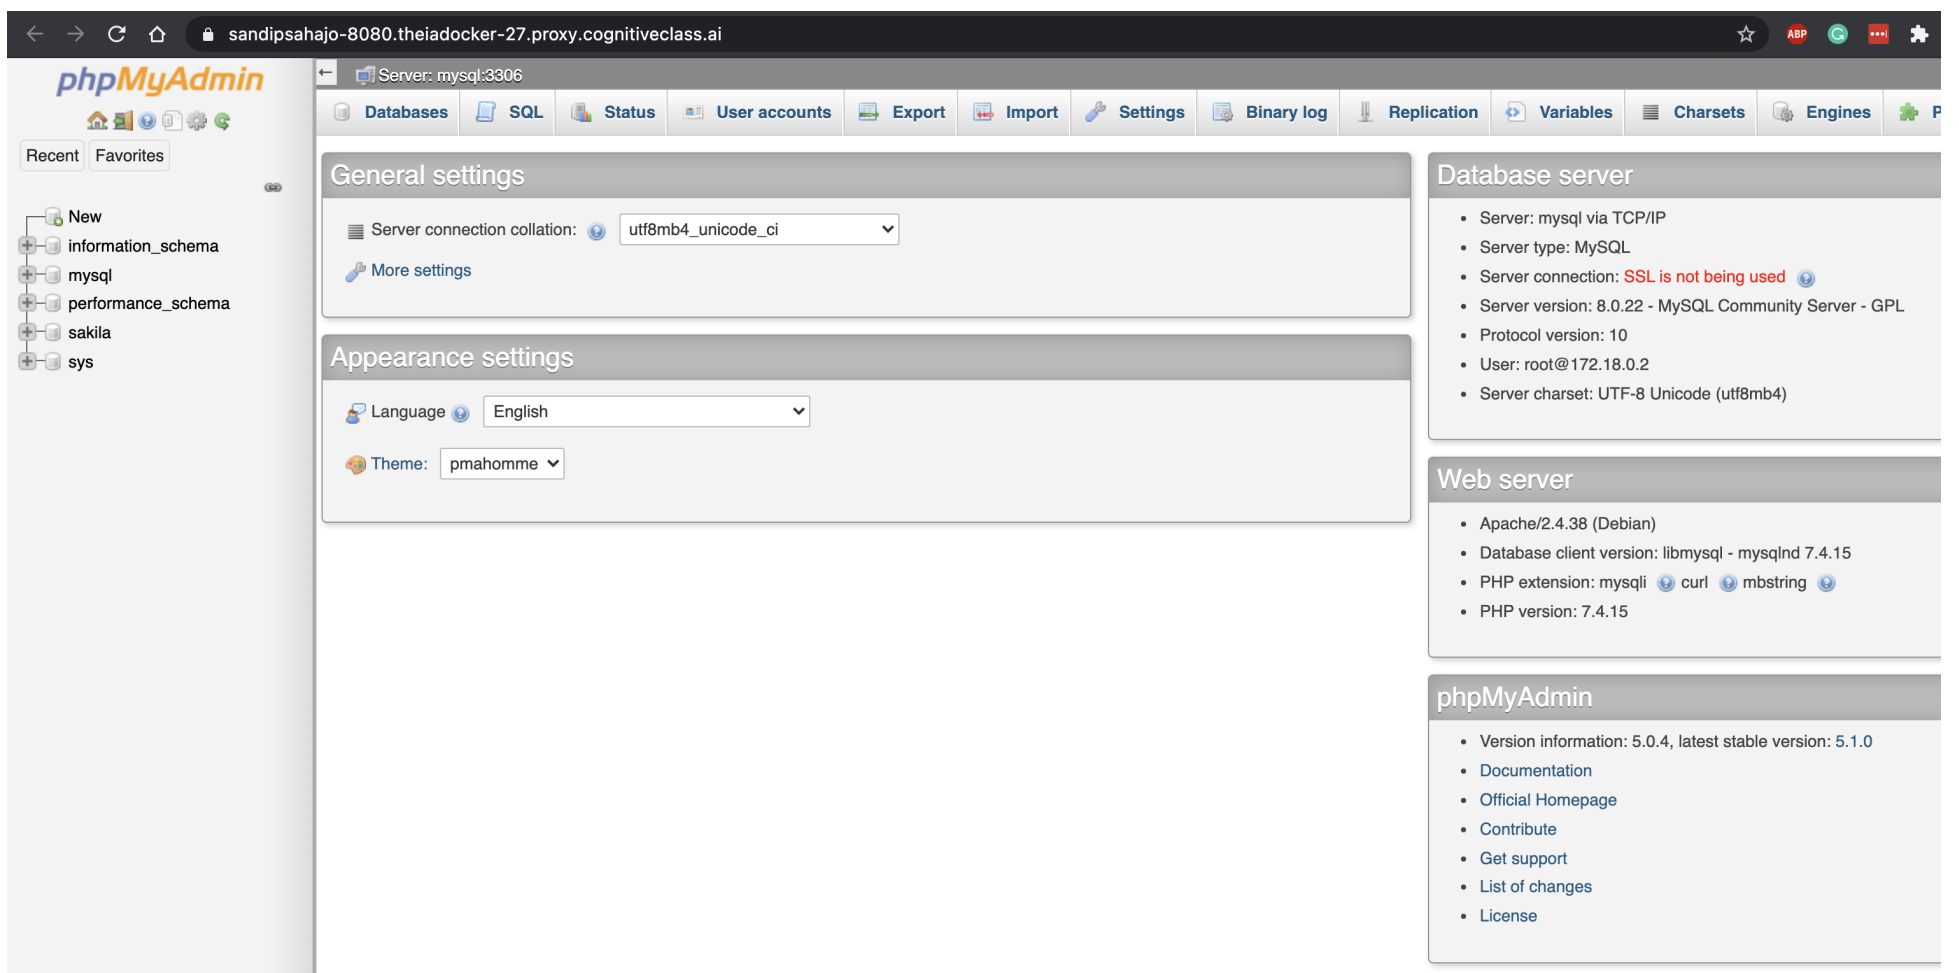 sandipsahajo-8080.theiadocker-27.proxy.cognitiveclass.ai
ABP
phpMyAdmin
Recent Favorites
New
information_schema
mysql
performance_schema
sakila
sys
Server: mysql:3306
Databases SQL Status User accounts Export Import Settings Binary log Replication Variables Charsets Engines P
General settings
Server connection collation: utf8mb4_unicode_ci
More settings
Appearance settings
Language English
Theme: pmahomme
Database server
• Server: mysql via TCP/IP
• Server type: MySQL
• Server connection: SSL is not being used
• Server version: 8.0.22 - MySQL Community Server - GPL
• Protocol version: 10
• User: root@172.18.0.2
• Server charset: UTF-8 Unicode (utf8mb4)
Web server
• Apache/2.4.38 (Debian)
• Database client version: libmysql - mysqlnd 7.4.15
• PHP extension: mysqli curl mbstring
• PHP version: 7.4.15
phpMyAdmin
• Version information: 5.0.4, latest stable version: 5.1.0
• Documentation
• Official Homepage
• Contribute
• Get support
• List of changes
• License